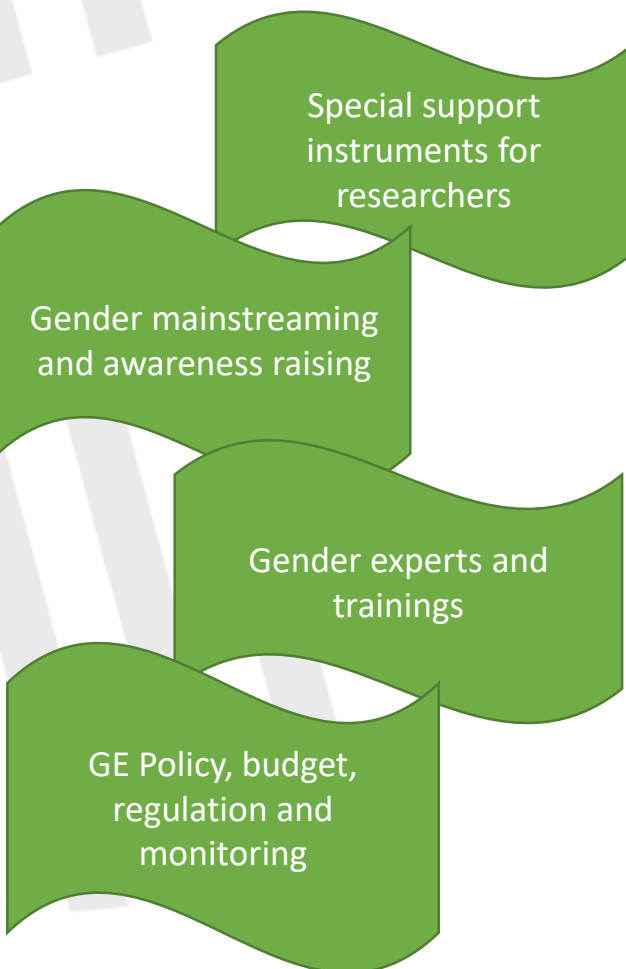 Special support
instruments for
researchers
Gender mainstreaming
and awareness raising
Gender experts and
trainings
GE Policy, budget,
regulation and
monitoring